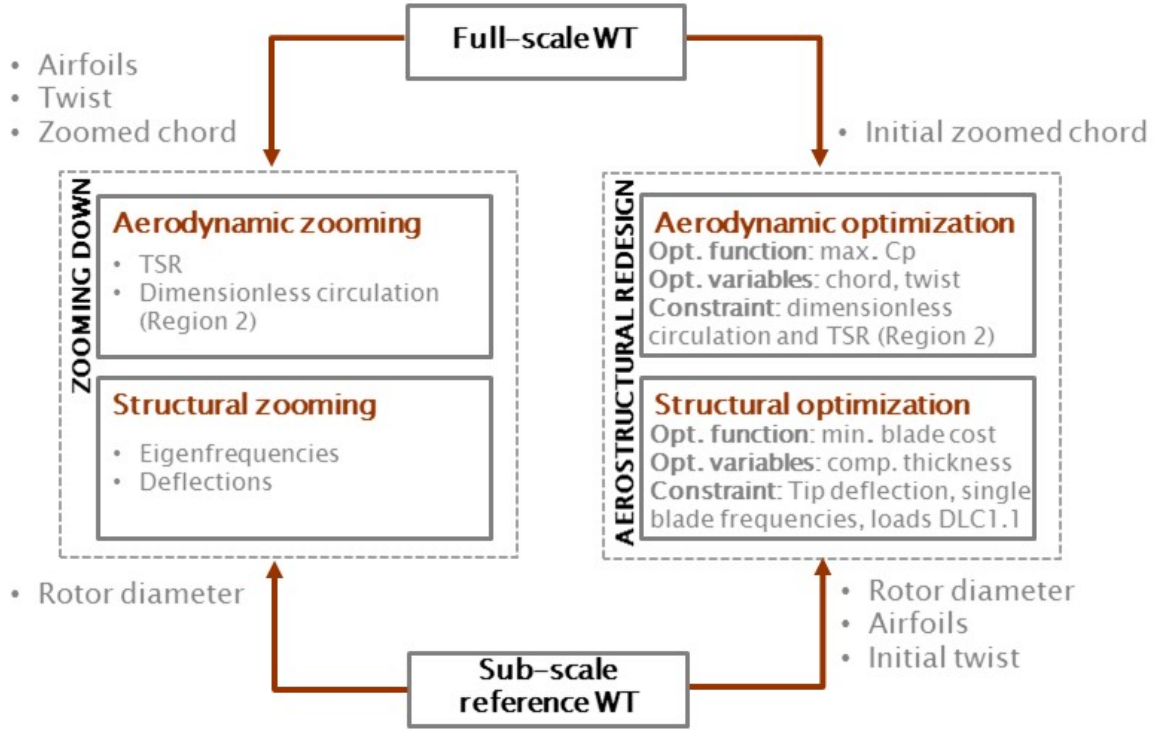 Full-scale WT
• Airfoils
• Twist
• Zoomed chord
• Initial zoomed chord
ZOOMING DOWN
Aerodynamic zooming
• TSR
• Dimensionless circulation
(Region 2)
Structural zooming
• Eigenfrequencies
• Deflections
AEROSTRUCTURAL REDESIGN
Aerodynamic optimization
Opt. function: max. Cp
Opt. variables: chord, twist
Constraint: dimensionless
circulation and TSR (Region 2)
Structural optimization
Opt. function: min. blade cost
Opt. variables: comp. thickness
Constraint: Tip deflection, single
blade frequencies, loads DLC1.1
• Rotor diameter
• Rotor diameter
• Airfoils
• Initial twist
Sub-scale
reference WT